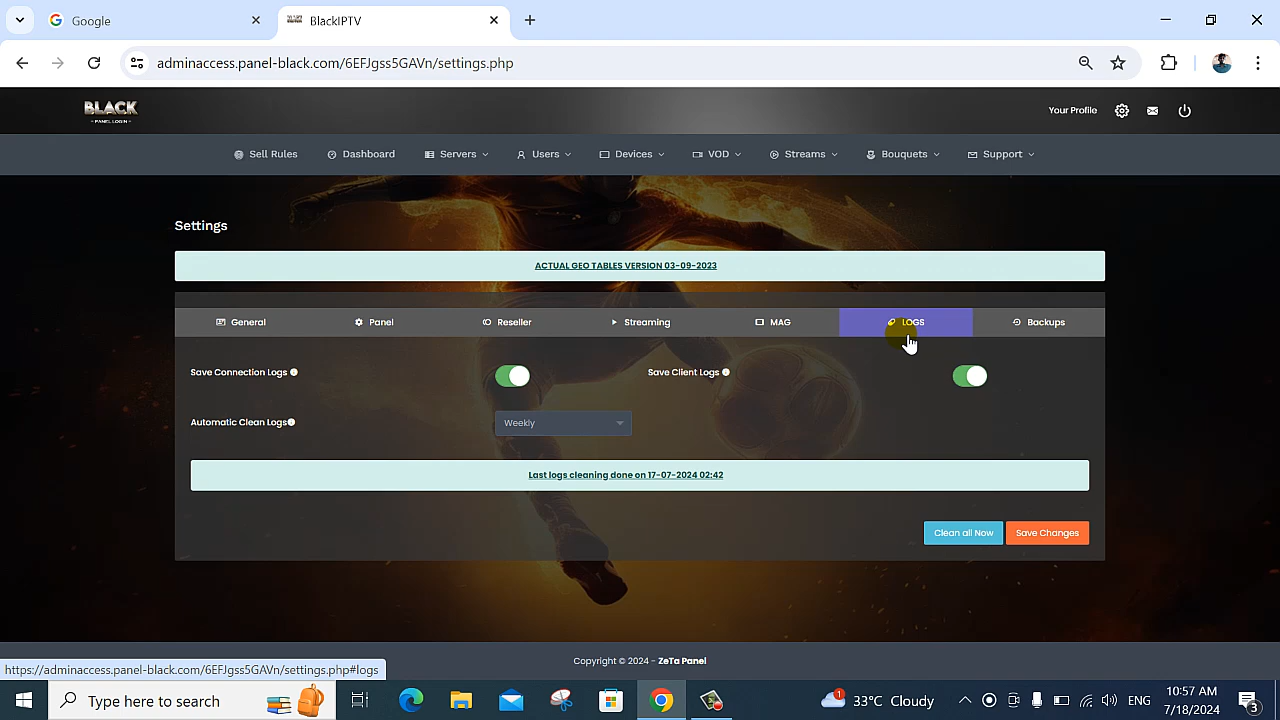 Google
BlackIPTV
adminaccess.panel-black.com/6EFJgss5GAVn/settings.php
BLACK
- PANEL LOGIN -
Your Profile
Sell Rules
Dashboard
Servers
Users
Devices
VOD
Streams
Bouquets
Support
Settings
ACTUAL GEO TABLES VERSION 03-09-2023
General
Panel
Reseller
Streaming
MAG
LOGS
Backups
Save Connection Logs
Save Client Logs
Automatic Clean Logs
Weekly
Last logs cleaning done on 17-07-2024 02:42
Clean all Now
Save Changes
Copyright © 2024 - ZeTa Panel
https://adminaccess.panel-black.com/6EFJgss5GAVn/settings.php#logs
Type here to search
1
33°C Cloudy
ENG
10:57 AM
7/18/2024
3